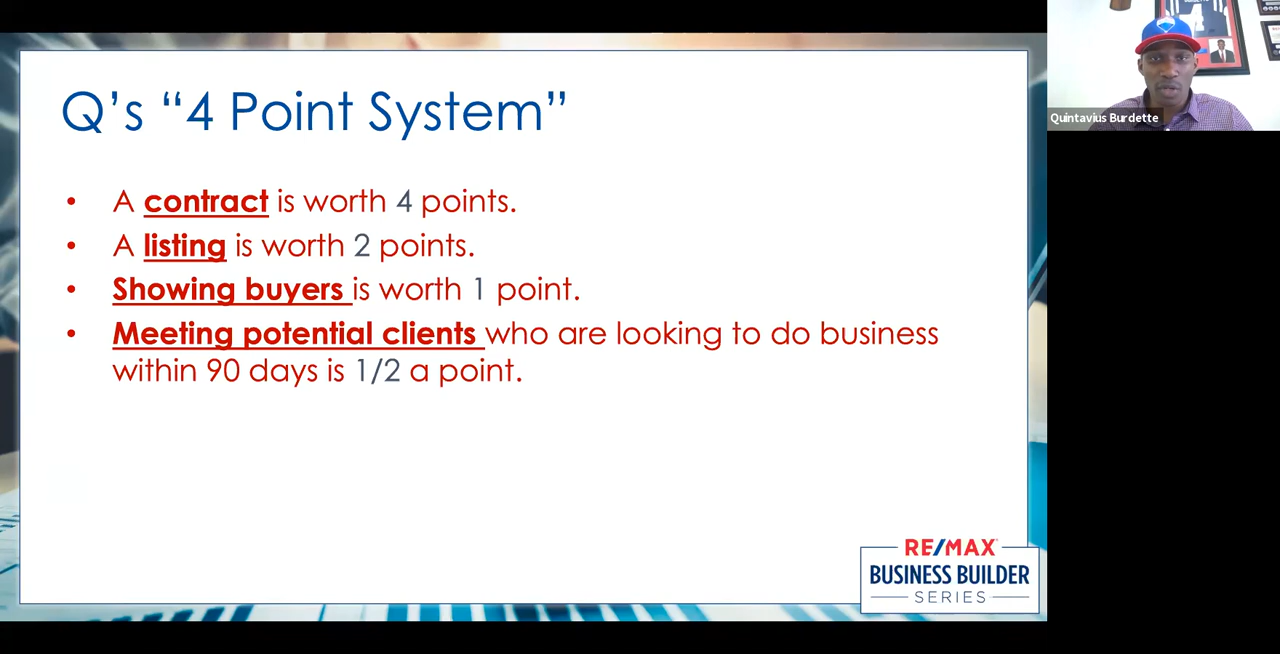 Q's “4 Point System”
• A contract is worth 4 points.
• A listing is worth 2 points.
• Showing buyers is worth 1 point.
• Meeting potential clients who are looking to do business
within 90 days is 1/2 a point.
RE/MAX
BUSINESS BUILDER
SERIES
4
Quintavius Burdette